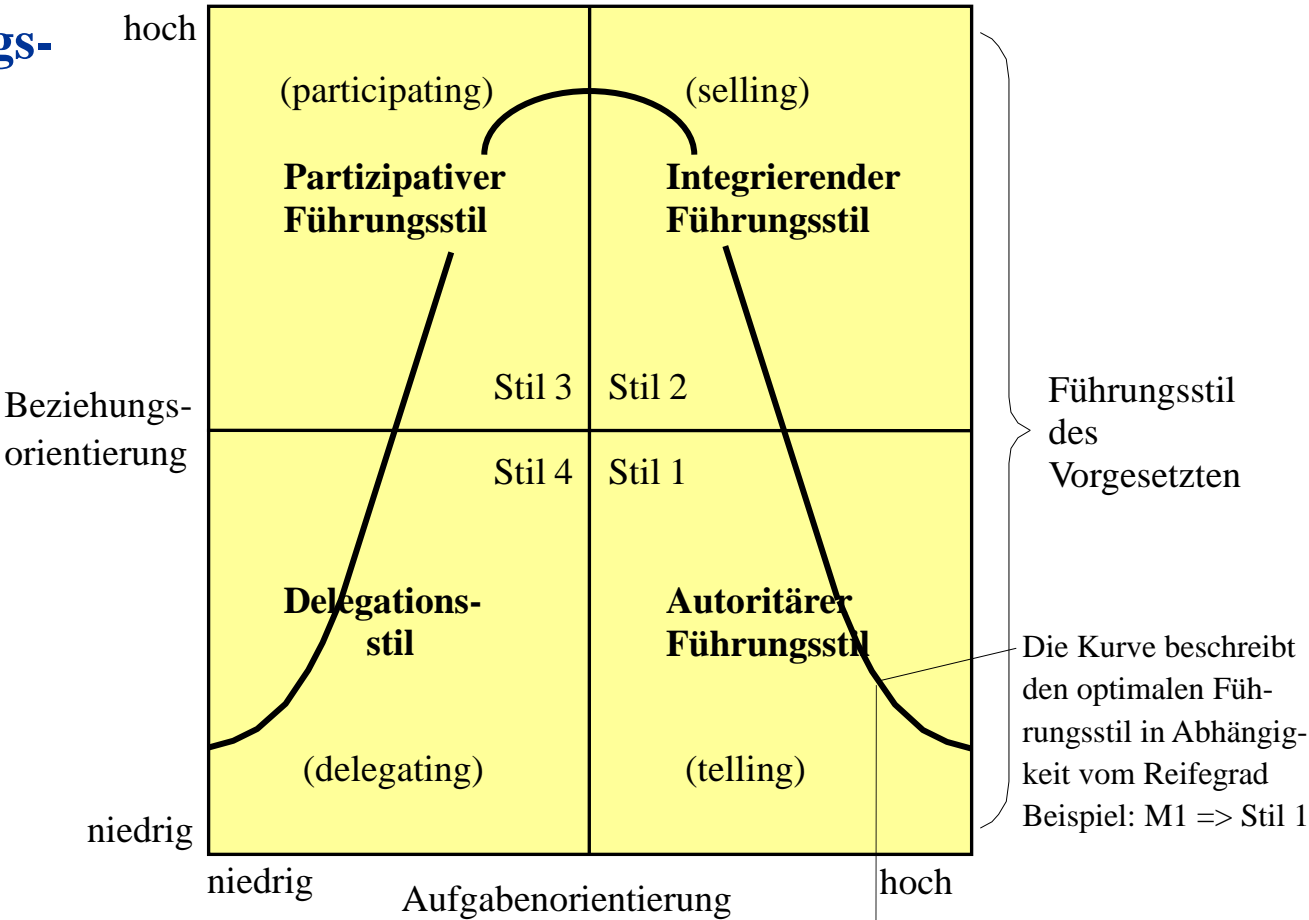 gs-
hoch
(participating)
(selling)
Partizipativer
Führungsstil
Integrierender
Führungsstil
Stil 3
Stil 2
Beziehungs-
orientierung
Führungsstil
des
Vorgesetzten
Stil 4
Stil 1
Delegations-
stil
Autoritärer
Führungsstil
Die Kurve beschreibt
den optimalen Füh-
rungsstil in Abhängig-
keit vom Reifegrad
Beispiel: M1 => Stil 1
(delegating)
(telling)
niedrig
niedrig
Aufgabenorientierung
hoch